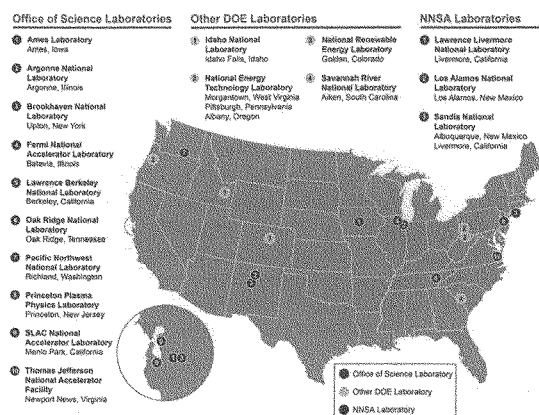 Office of Science Laboratories
Ames Laboratory
Ames, Iowa
Argonne National
Laboratory
Argonne, Illinois
Brookhaven National
Laboratory
Upton, New York
Fermi National
Accelerator Laboratory
Batavia, Illinois
Lawrence Berkeley
National Laboratory
Berkeley, California
Oak Ridge National
Laboratory
Oak Ridge, Tennessee
Pacific Northwest
National Laboratory
Richland, Washington
Princeton Plasma
Physics Laboratory
Princeton, New Jersey
SLAC National
Accelerator Laboratory
Menlo Park, California
Thomas Jefferson
National Accelerator
Facility
Newport News, Virginia
Other DOE Laboratories
Idaho National
Laboratory
Idaho Falls, Idaho
National Energy
Technology Laboratory
Morgantown, West Virginia
Pittsburgh, Pennsylvania
Albany, Oregon
National Renewable
Energy Laboratory
Golden, Colorado
Savannah River
National Laboratory
Aiken, South Carolina
NNSA Laboratories
Lawrence Livermore
National Laboratory
Livermore, California
Los Alamos National
Laboratory
Los Alamos, New Mexico
Sandia National
Laboratory
Albuquerque, New Mexico
Livermore, California
Office of Science Laboratory
Other DOE Laboratory
NNSA Laboratory